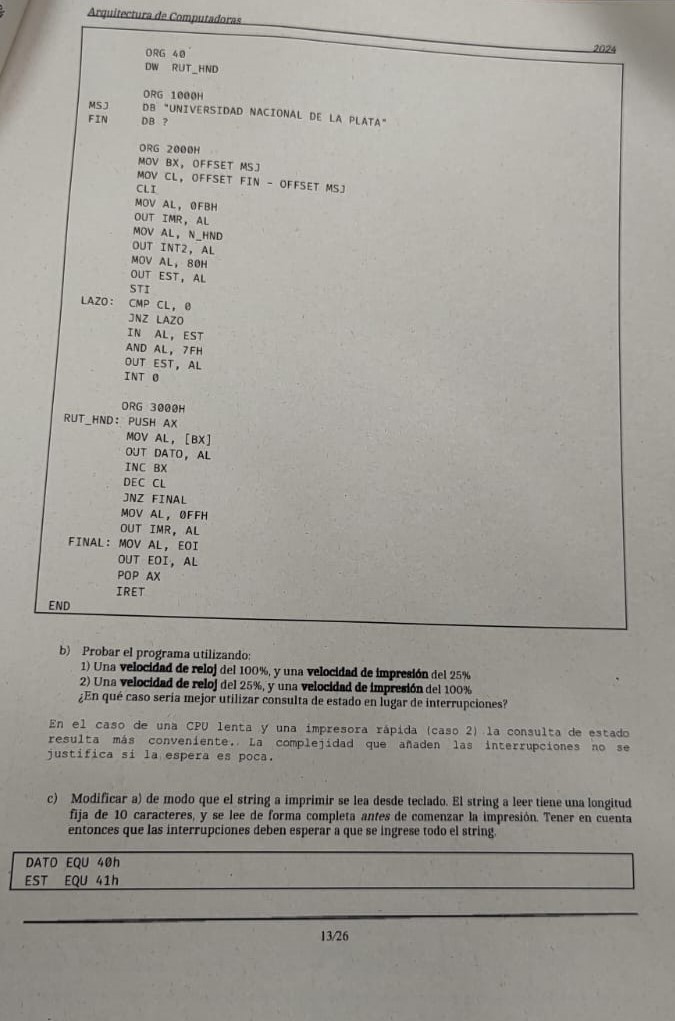 Arquitectura de Computadoras
2024
ORG 40
DW RUT_HND
ORG 1000H
MSJ DB "UNIVERSIDAD NACIONAL DE LA PLATA"
FIN DB ?
ORG 2000H
MOV BX, OFFSET MSJ
MOV CL, OFFSET FIN - OFFSET MSJ
CLI
MOV AL, 0FBH
OUT IMR, AL
MOV AL, N_HND
OUT INT2, AL
MOV AL, 80H
OUT EST, AL
STI
LAZO: CMP CL, 0
JNZ LAZO
IN AL, EST
AND AL, 7FH
OUT EST, AL
INT 0
ORG 3000H
RUT_HND: PUSH AX
MOV AL, [BX]
OUT DATO, AL
INC BX
DEC CL
JNZ FINAL
MOV AL, 0FFH
OUT IMR, AL
FINAL: MOV AL, EOI
OUT EOI, AL
POP AX
IRET
END
b) Probar el programa utilizando:
1) Una velocidad de reloj del 100%, y una velocidad de impresión del 25%
2) Una velocidad de reloj del 25%, y una velocidad de impresión del 100%
¿En qué caso sería mejor utilizar consulta de estado en lugar de interrupciones?
En el caso de una CPU lenta y una impresora rápida (caso 2) la consulta de estado
resulta más conveniente. La complejidad que añaden las interrupciones no se
justifica si la espera es poca.
c) Modificar a) de modo que el string a imprimir se lea desde teclado. El string a leer tiene una longitud
fija de 10 caracteres, y se lee de forma completa antes de comenzar la impresión. Tener en cuenta
entonces que las interrupciones deben esperar a que se ingrese todo el string.
DATO EQU 40h
EST EQU 41h
13/26